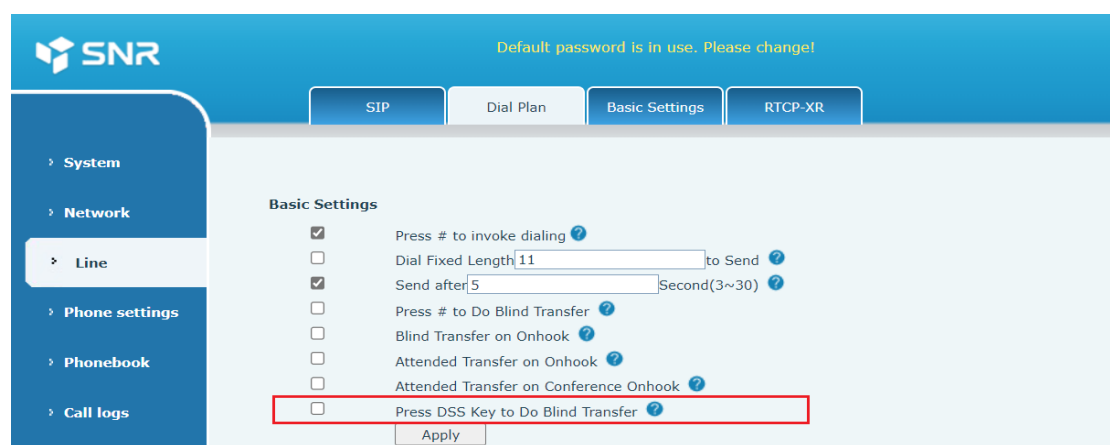 SNR
Default password is in use. Please change!
SIP
Dial Plan
Basic Settings
RTCP-XR
› System
› Network
› Line
› Phone settings
› Phonebook
› Call logs
Basic Settings
Press # to invoke dialing ?
Dial Fixed Length 11 to Send ?
Send after 5 Second(3~30) ?
Press # to Do Blind Transfer ?
Blind Transfer on Onhook ?
Attended Transfer on Onhook ?
Attended Transfer on Conference Onhook ?
Press DSS Key to Do Blind Transfer ?
Apply